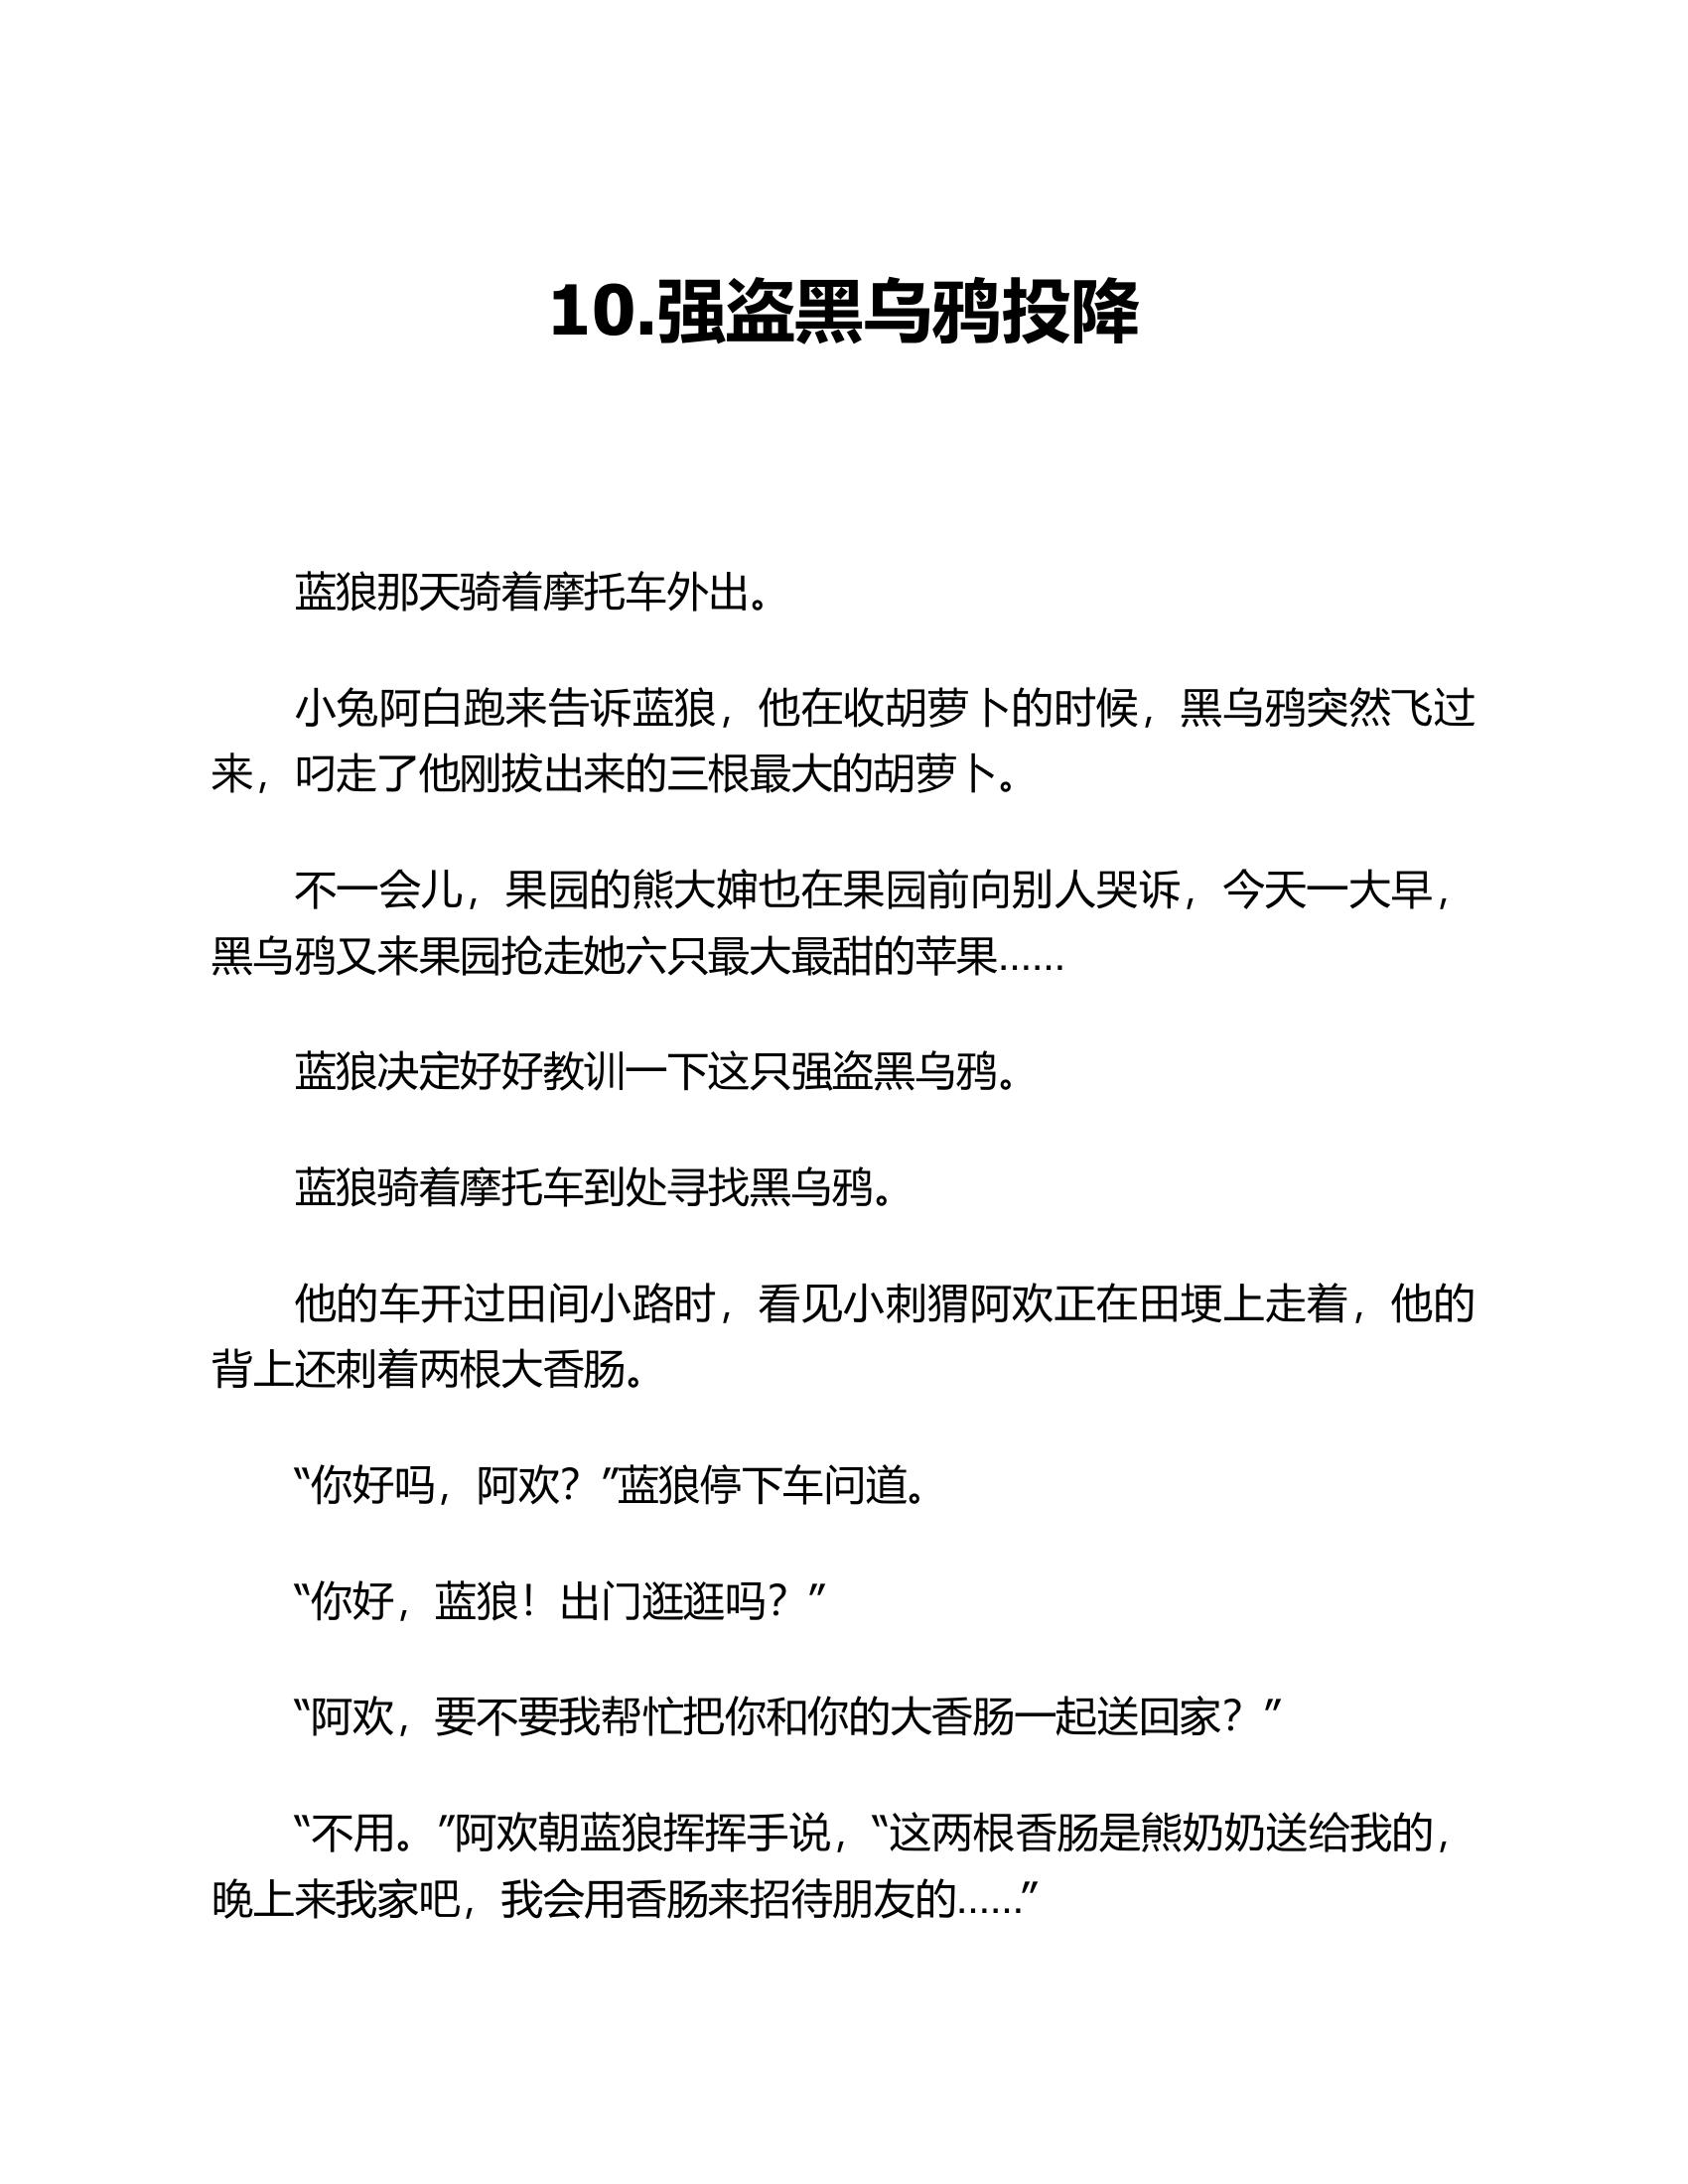 10.强盗黑乌鸦投降
蓝狼那天骑着摩托车外出。
小兔阿白跑来告诉蓝狼，他在收胡萝卜的时候，黑乌鸦突然飞过
来，叼走了他刚拔出来的三根最大的胡萝卜。
不一会儿，果园的熊大婶也在果园前向别人哭诉，今天一大早，
黑乌鸦又来果园抢走她六只最大最甜的苹果……
蓝狼决定好好教训一下这只强盗黑乌鸦。
蓝狼骑着摩托车到处寻找黑乌鸦。
他的车开过田间小路时，看见小刺猬阿欢正在田埂上走着，他的
背上还刺着两根大香肠。
“你好吗，阿欢？”蓝狼停下车问道。
“你好，蓝狼！出门逛逛吗？”
“阿欢，要不要我帮忙把你和你的大香肠一起送回家？”
“不用。”阿欢朝蓝狼挥挥手说，“这两根香肠是熊奶奶送给我的，
晚上来我家吧，我会用香肠来招待朋友的……”